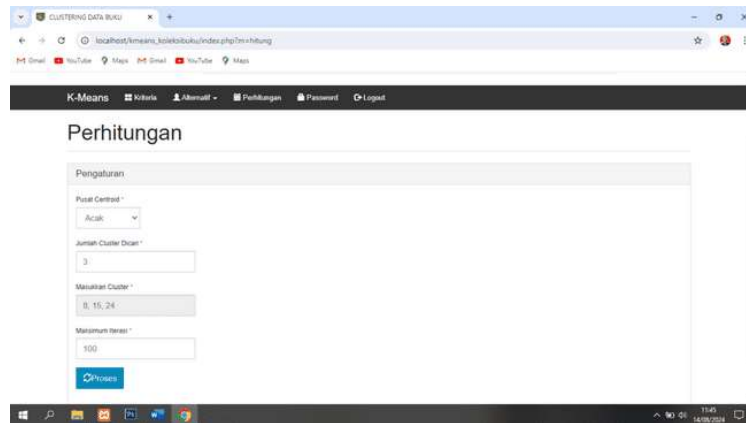 CLUSTERING DATA BUKU
localhost/kmeans_koleksibuku/index.php?m=hitung
Gmail YouTube Maps Gmail YouTube Maps
K-Means Kriteria Alternatif Perhitungan Password Logout
Perhitungan
Pengaturan
Pusat Centroid *
Acak
Jumlah Cluster Dicari *
3
Masukkan Cluster *
8, 15, 24
Maksimum Iterasi *
100
Proses
11:45
14/08/2024